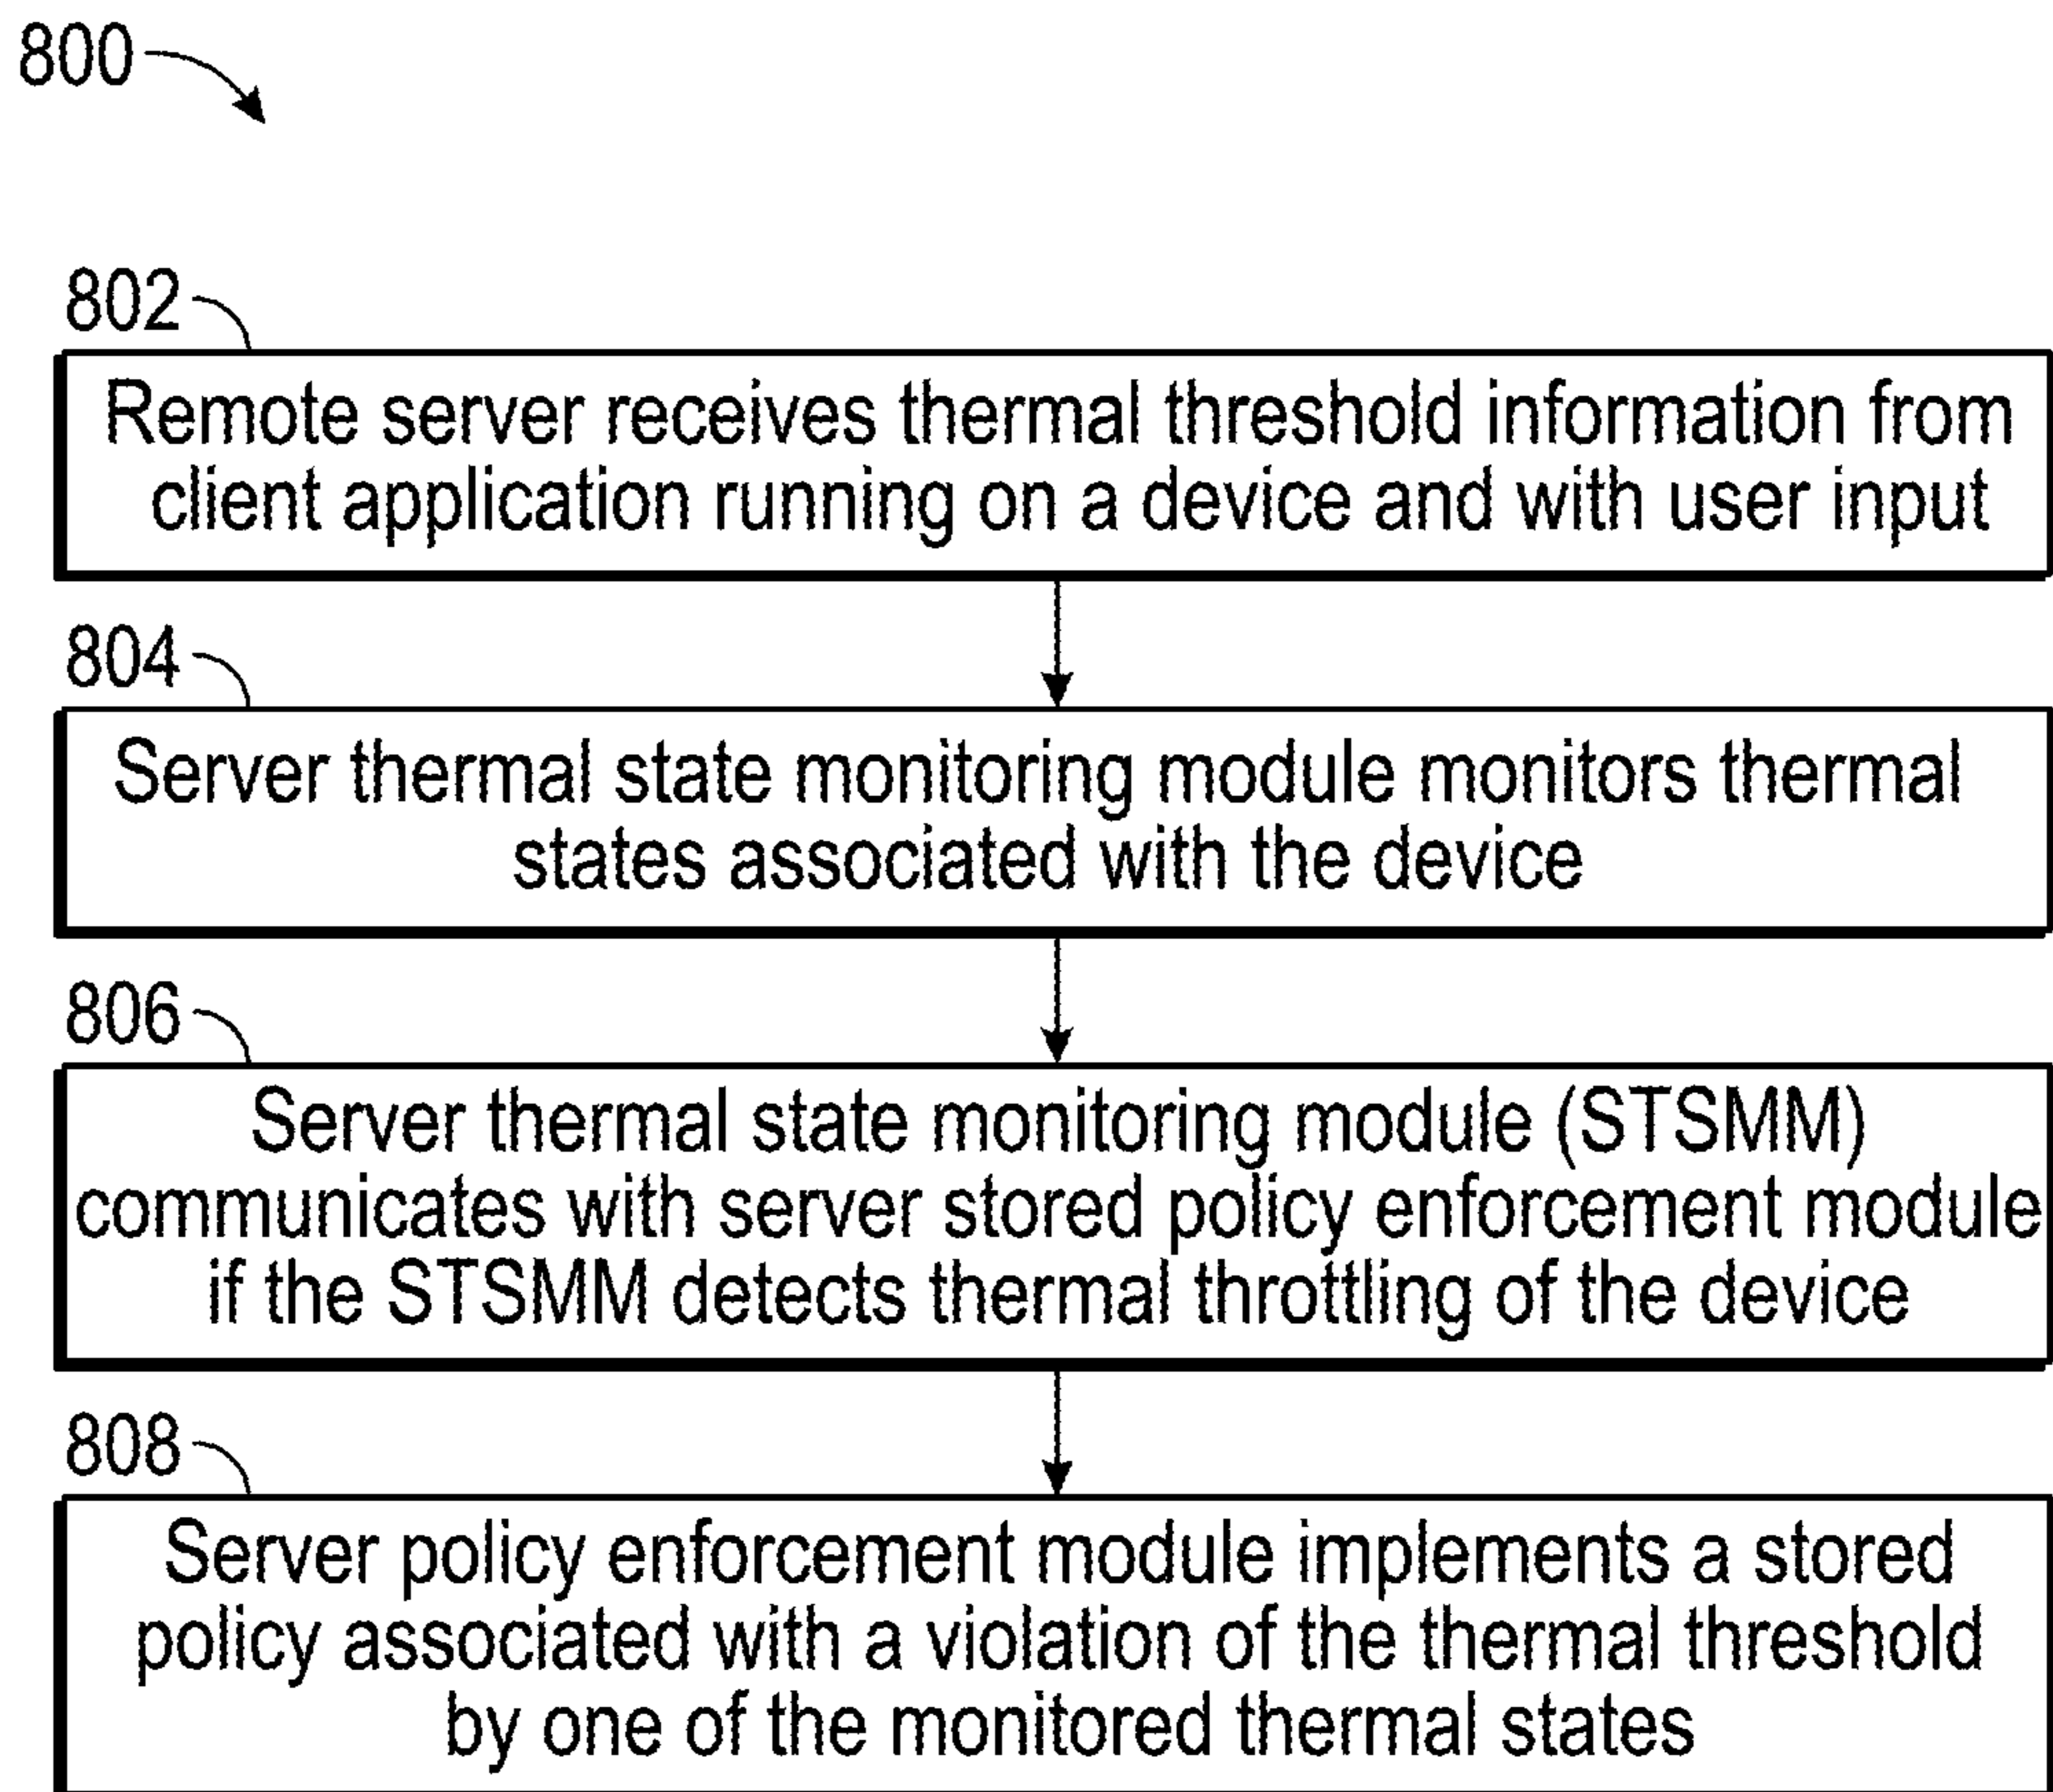 800
802
Remote server receives thermal threshold information from
client application running on a device and with user input
804
Server thermal state monitoring module monitors thermal
states associated with the device
806
Server thermal state monitoring module (STSMM)
communicates with server stored policy enforcement module
if the STSMM detects thermal throttling of the device
808
Server policy enforcement module implements a stored
policy associated with a violation of the thermal threshold
by one of the monitored thermal states